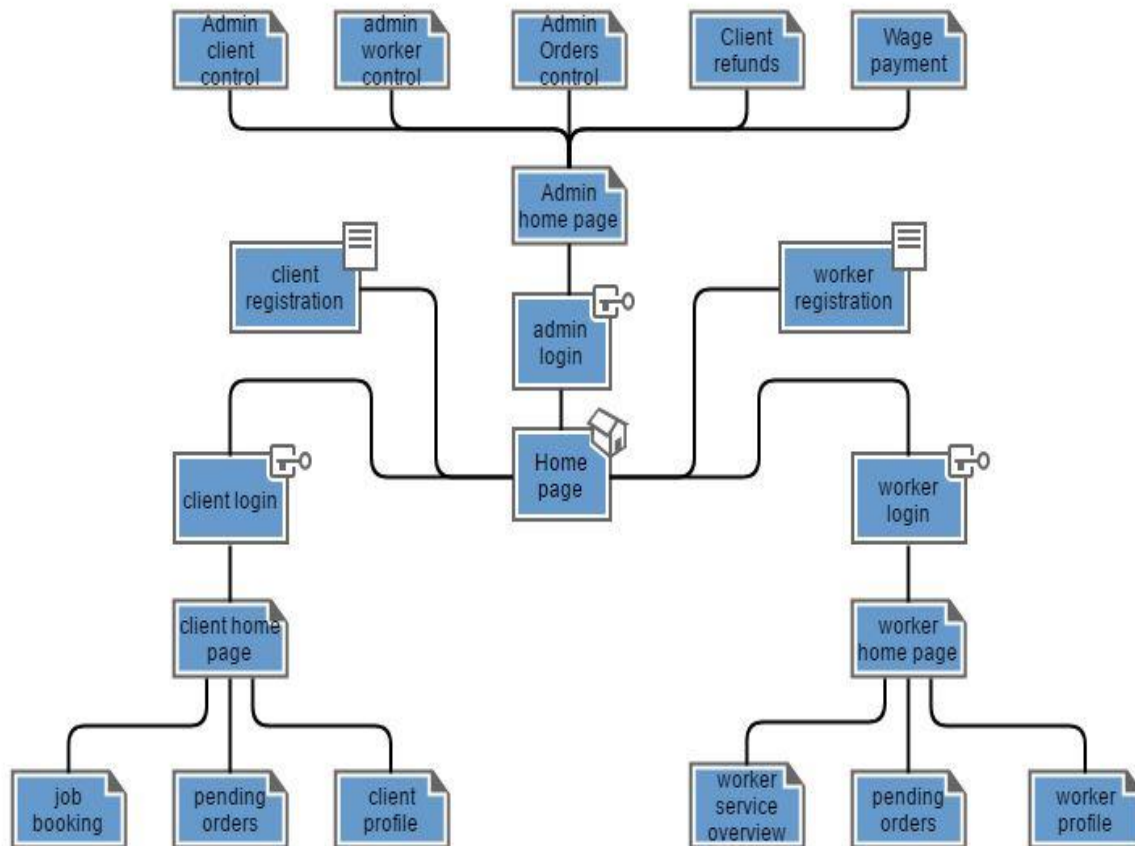 Admin
client
control
admin
worker
control
Admin
Orders
control
Client
refunds
Wage
payment
Admin
home page
client
registration
worker
registration
admin
login
Home
page
client login
worker
login
client home
page
worker
home page
job
booking
pending
orders
client
profile
worker
service
overview
pending
orders
worker
profile